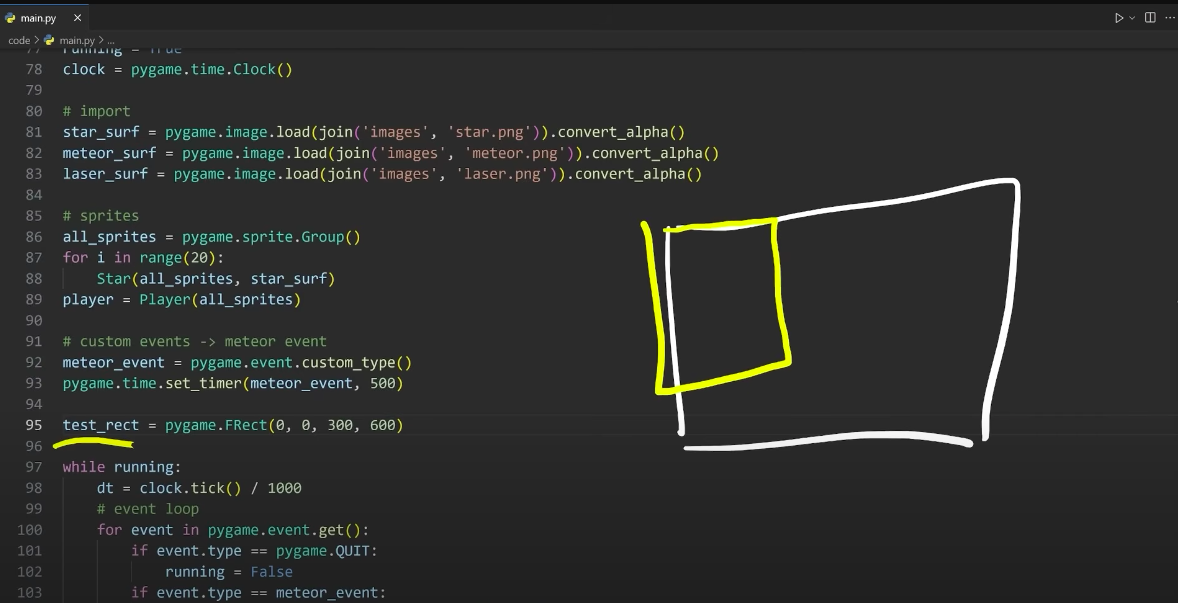 main.py ×
code > main.py > ...
77 running = True
78 clock = pygame.time.Clock()
79
80 # import
81 star_surf = pygame.image.load(join('images', 'star.png')).convert_alpha()
82 meteor_surf = pygame.image.load(join('images', 'meteor.png')).convert_alpha()
83 laser_surf = pygame.image.load(join('images', 'laser.png')).convert_alpha()
84
85 # sprites
86 all_sprites = pygame.sprite.Group()
87 for i in range(20):
88     Star(all_sprites, star_surf)
89 player = Player(all_sprites)
90
91 # custom events -> meteor event
92 meteor_event = pygame.event.custom_type()
93 pygame.time.set_timer(meteor_event, 500)
94
95 test_rect = pygame.FRect(0, 0, 300, 600)
96
97 while running:
98     dt = clock.tick() / 1000
99     # event loop
100     for event in pygame.event.get():
101         if event.type == pygame.QUIT:
102             running = False
103         if event.type == meteor_event: